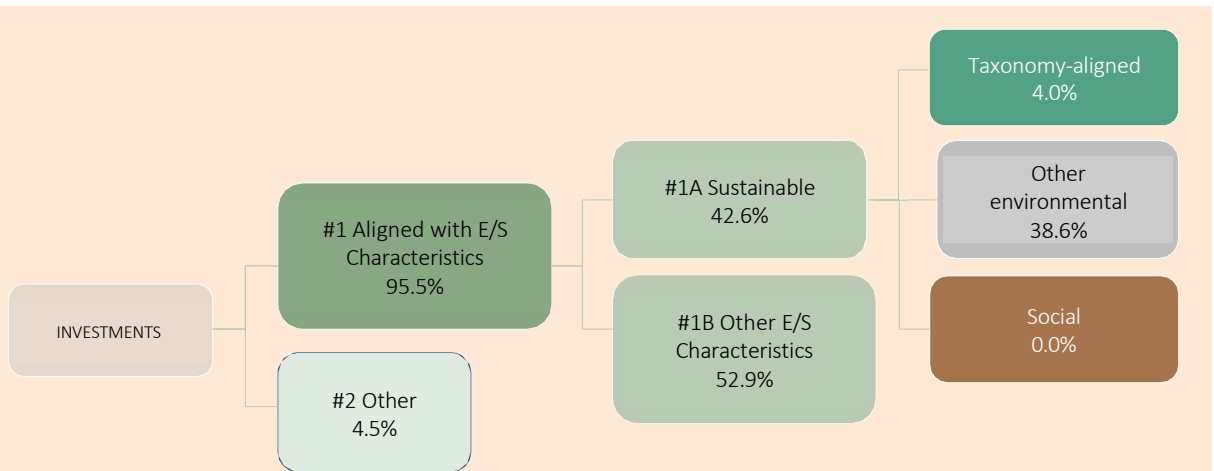 INVESTMENTS
#1 Aligned with E/S
Characteristics
95.5%
#2 Other
4.5%
#1A Sustainable
42.6%
#1B Other E/S
Characteristics
52.9%
Taxonomy-aligned
4.0%
Other
environmental
38.6%
Social
0.0%